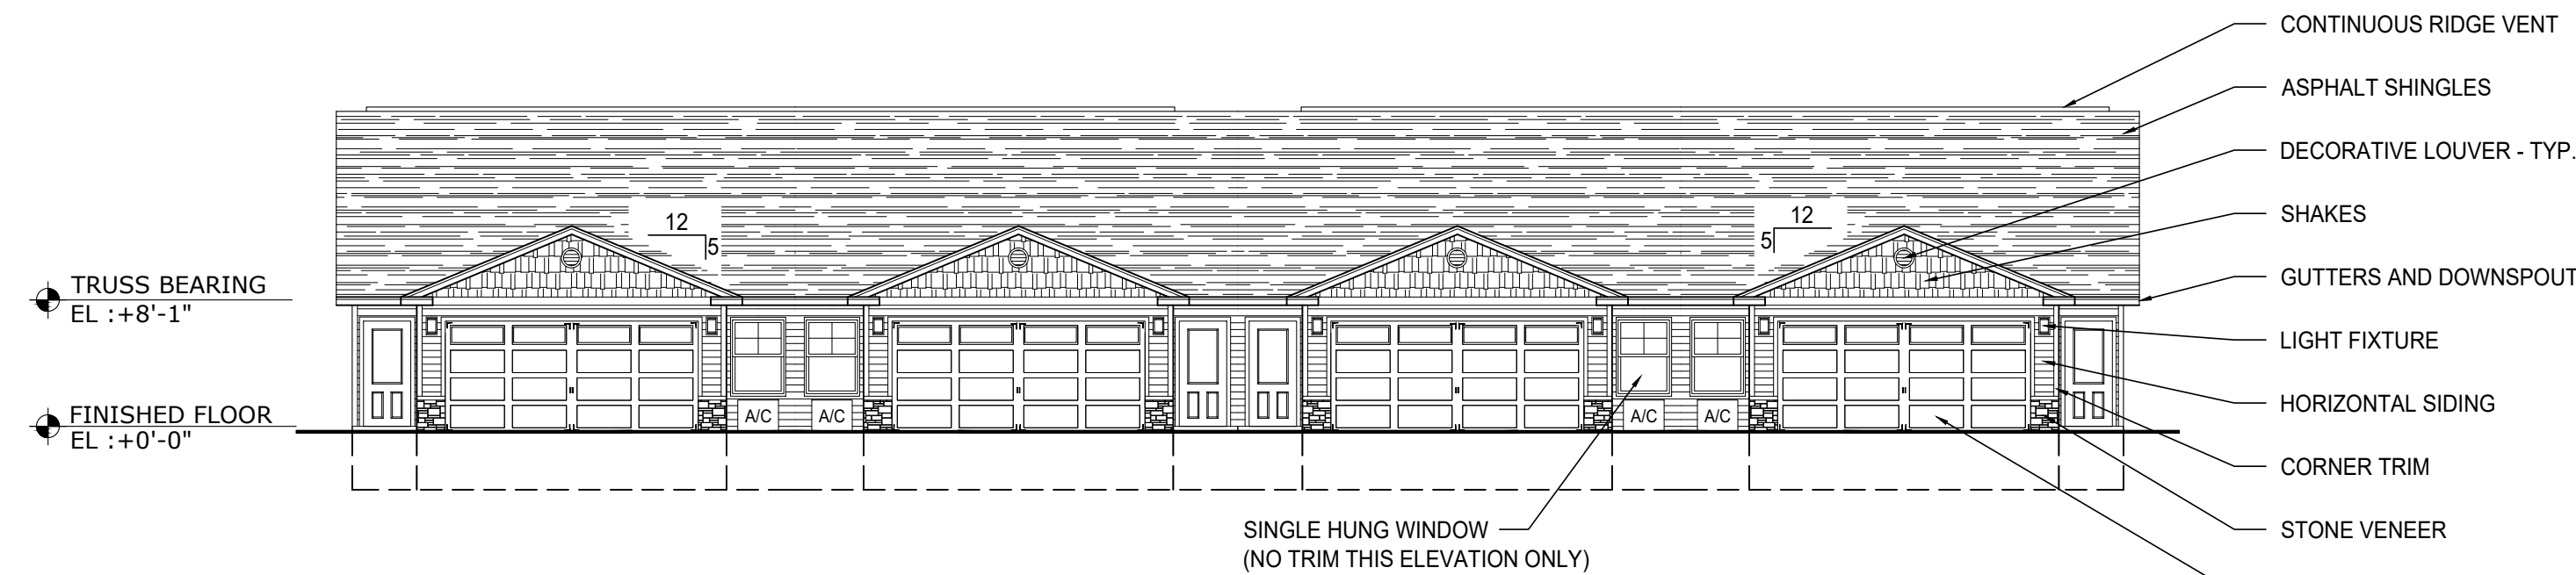 CONTINUOUS RIDGE VENT
ASPHALT SHINGLES
DECORATIVE LOUVER - TYP.
SHAKES
GUTTERS AND DOWNSPOUT
LIGHT FIXTURE
HORIZONTAL SIDING
CORNER TRIM
STONE VENEER
12
5
12
5
TRUSS BEARING
EL :+8'-1"
FINISHED FLOOR
EL :+0'-0"
A/C
A/C
A/C
A/C
SINGLE HUNG WINDOW
(NO TRIM THIS ELEVATION ONLY)